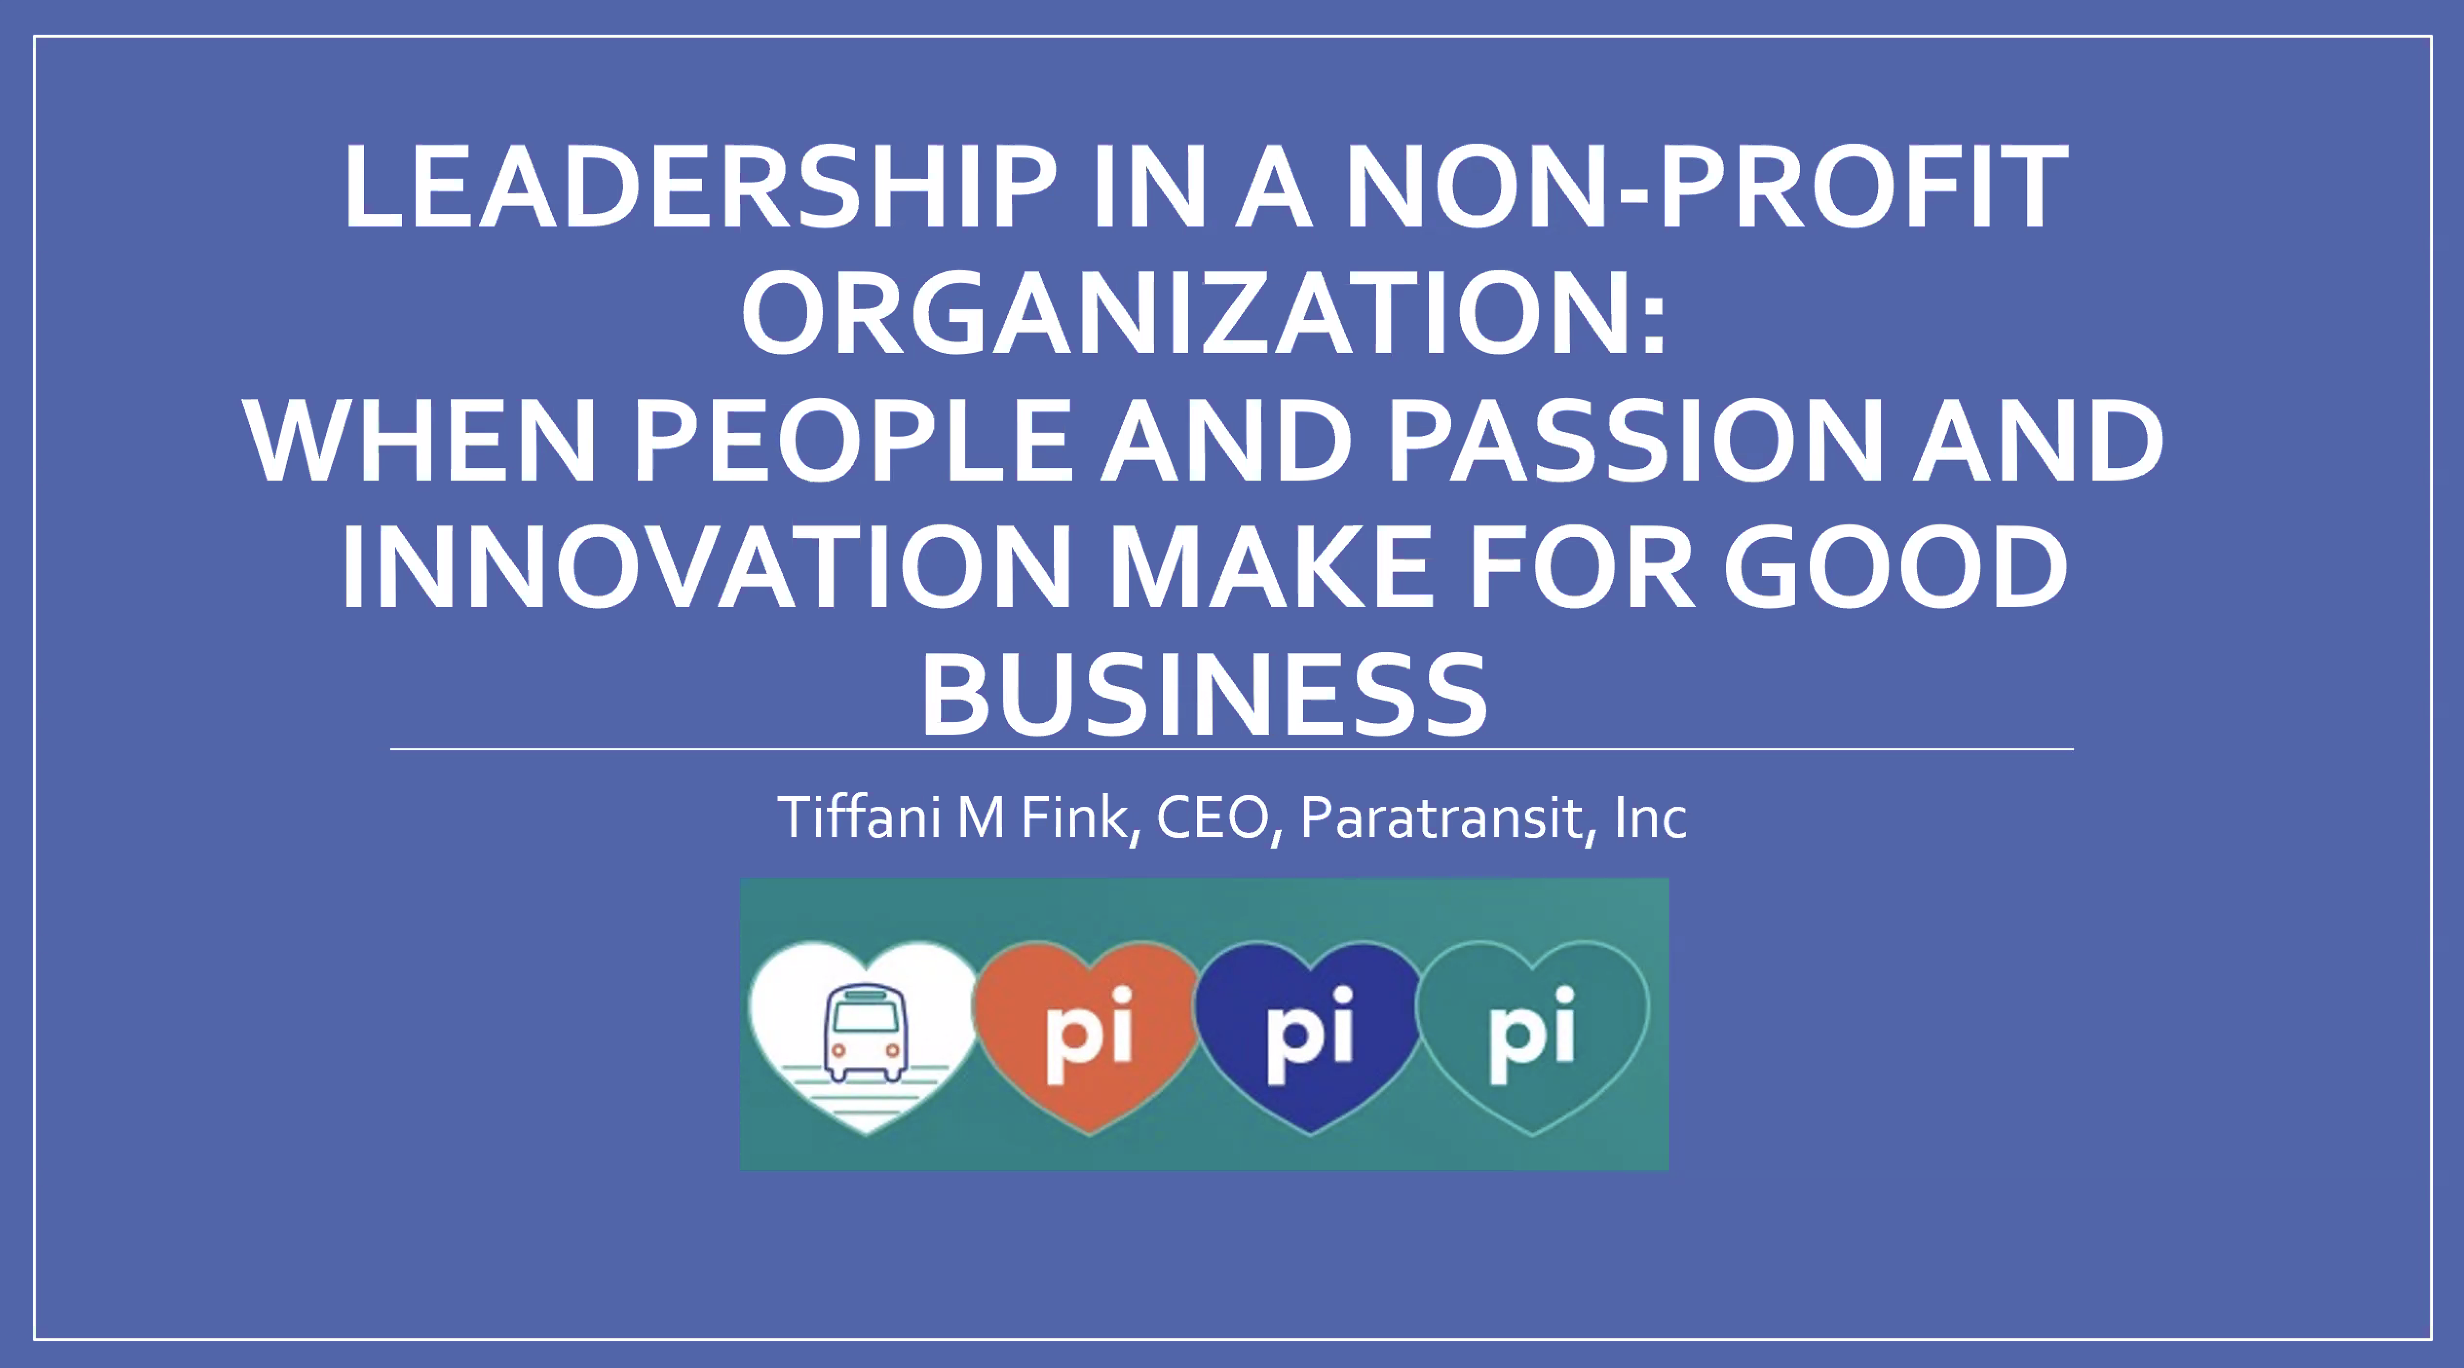 LEADERSHIP IN A NON-PROFIT
ORGANIZATION:
WHEN PEOPLE AND PASSION AND
INNOVATION MAKE FOR GOOD
BUSINESS
Tiffani M Fink, CEO, Paratransit, Inc
pi pi pi